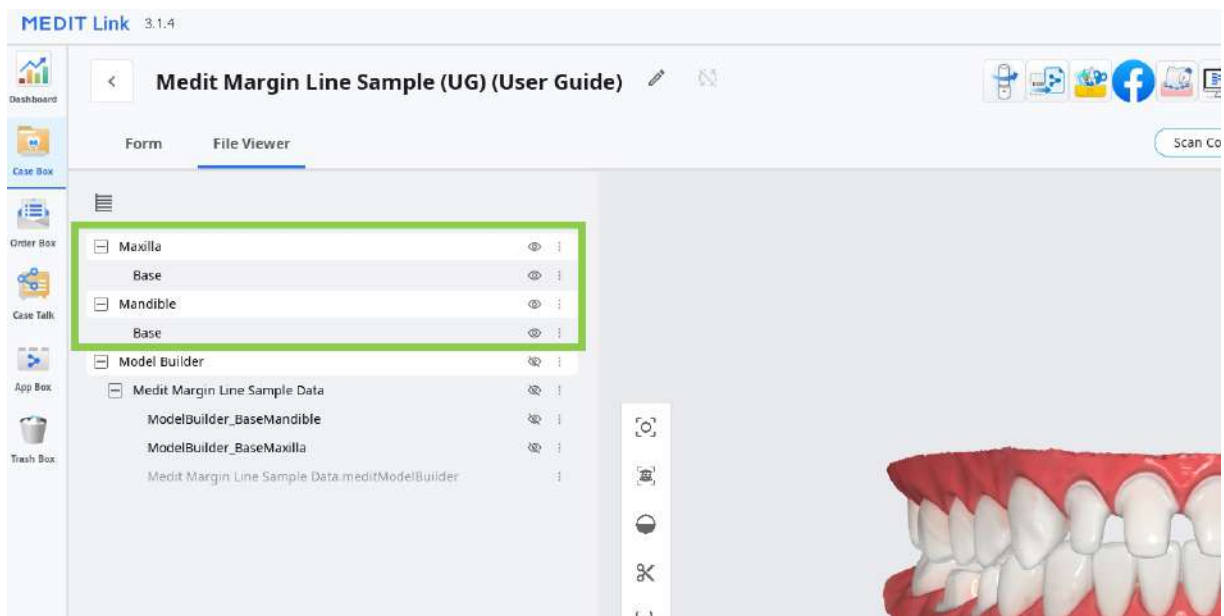 MEDIT Link 3.1.4
Dashboard
Case Box
Order Box
Case Talk
App Box
Trash Box
Medit Margin Line Sample (UG) (User Guide)
Form File Viewer
Scan Co
Maxilla
Base
Mandible
Base
Model Builder
Medit Margin Line Sample Data
ModelBuilder_BaseMandible
ModelBuilder_BaseMaxilla
Medit Margin Line Sample Data.meditModelBuilder